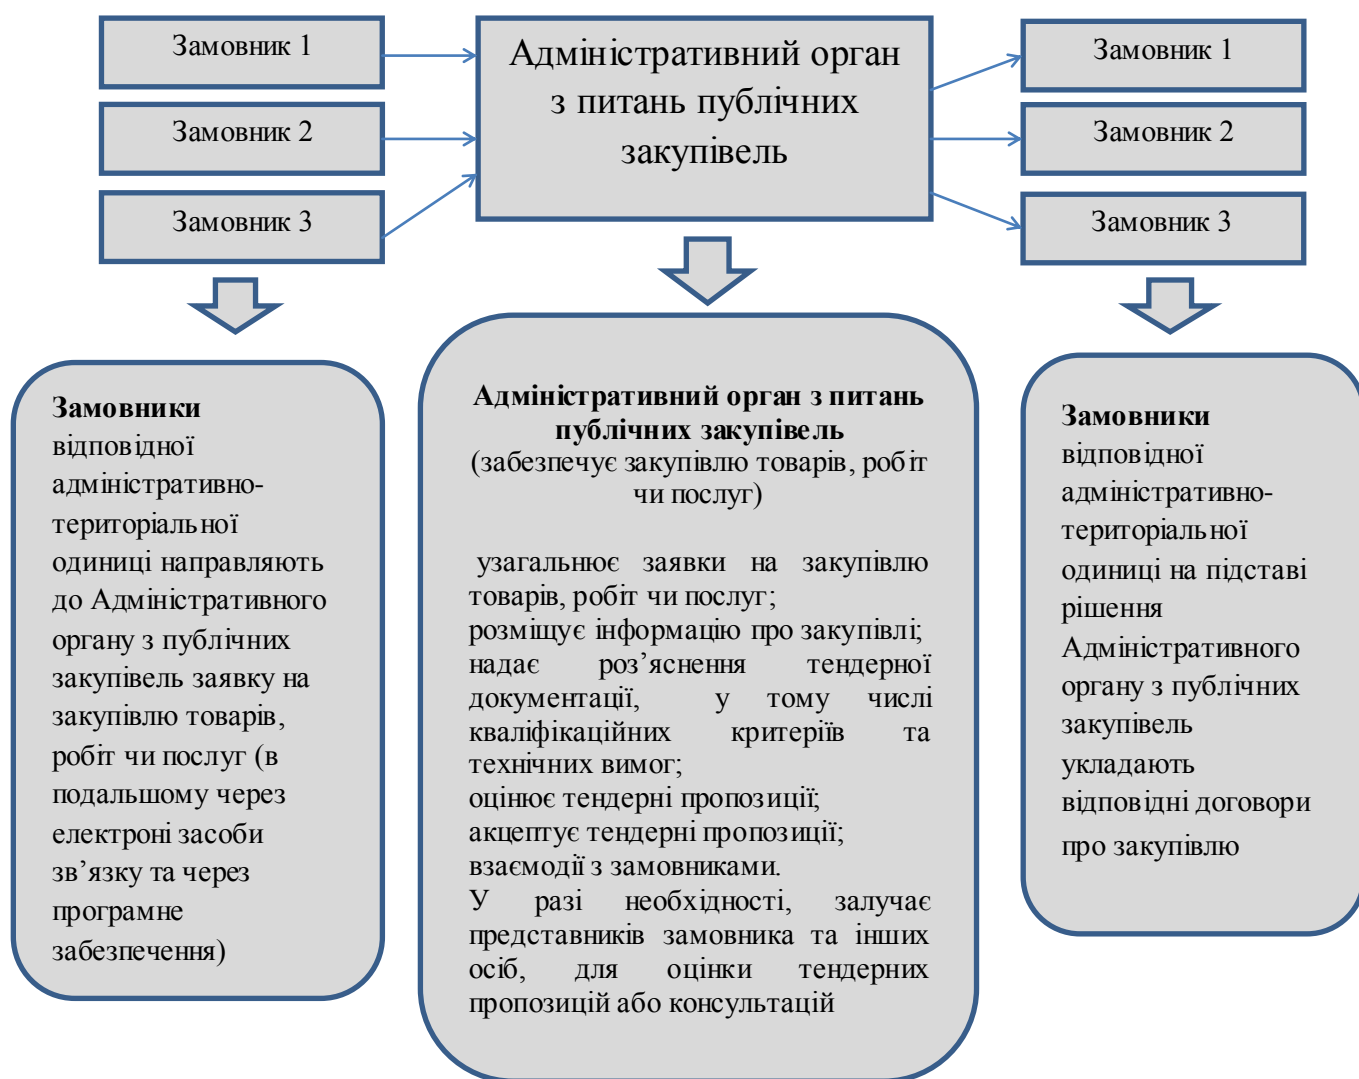 Замовник 1
Замовник 2
Замовник 3
Адміністративний орган
з питань публічних
закупівель
Замовник 1
Замовник 2
Замовник 3
Замовники
відповідної
адміністративно-
територіальної
одиниці направляють
до Адміністративного
органу з публічних
закупівель заявку на
закупівлю товарів,
робіт чи послуг (в
подальшому через
електроні засоби
зв’язку та через
програмне
забезпечення)
Адміністративний орган з питань
публічних закупівель
(забезпечує закупівлю товарів, робіт
чи послуг)
узагальнює заявки на закупівлю
товарів, робіт чи послуг;
розміщує інформацію про закупівлі;
надає роз’яснення тендерної
документації, у тому числі
кваліфікаційних критеріїв та
технічних вимог;
оцінює тендерні пропозиції;
акцептує тендерні пропозиції;
взаємодії з замовниками.
У разі необхідності, залучає
представників замовника та інших
осіб, для оцінки тендерних
пропозицій або консультацій
Замовники
відповідної
адміністративно-
територіальної
одиниці на підставі
рішення
Адміністративного
органу з публічних
закупівель
укладають
відповідні договори
про закупівлю